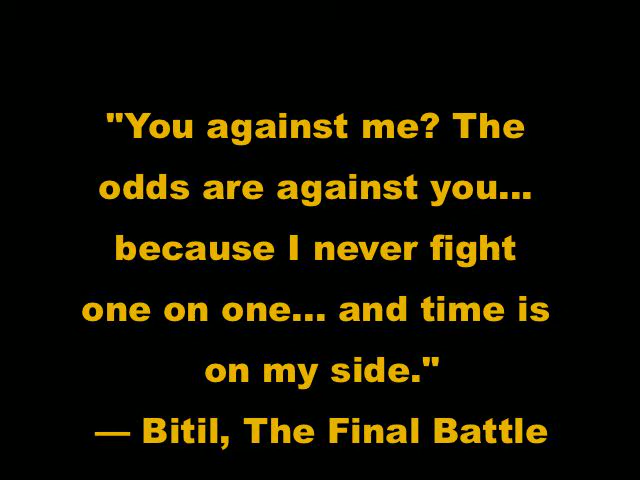 "You against me? The
odds are against you...
because I never fight
one on one... and time is
on my side."
— Bitil, The Final Battle